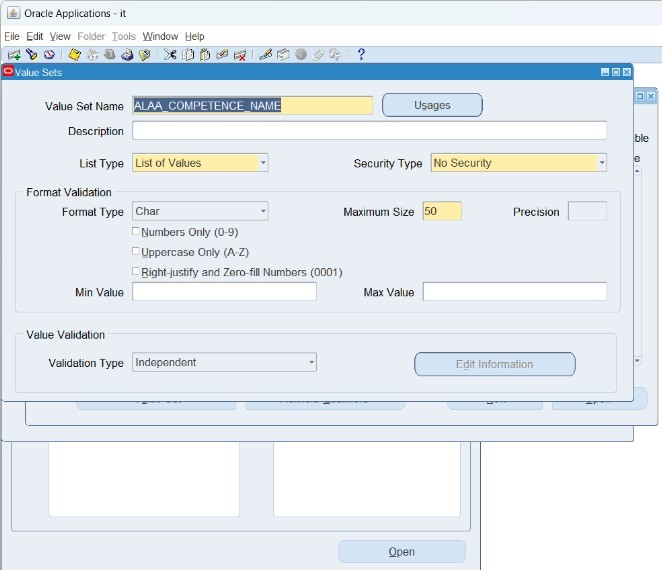 Oracle Applications - it
File Edit View Folder Tools Window Help
?
Value Sets
Value Set Name ALAA_COMPETENCE_NAME Usages
Description
List Type List of Values Security Type No Security
Format Validation
Format Type Char Maximum Size 50 Precision
Numbers Only (0-9)
Uppercase Only (A-Z)
Right-justify and Zero-fill Numbers (0001)
Min Value Max Value
Value Validation
Validation Type Independent Edit Information
Open